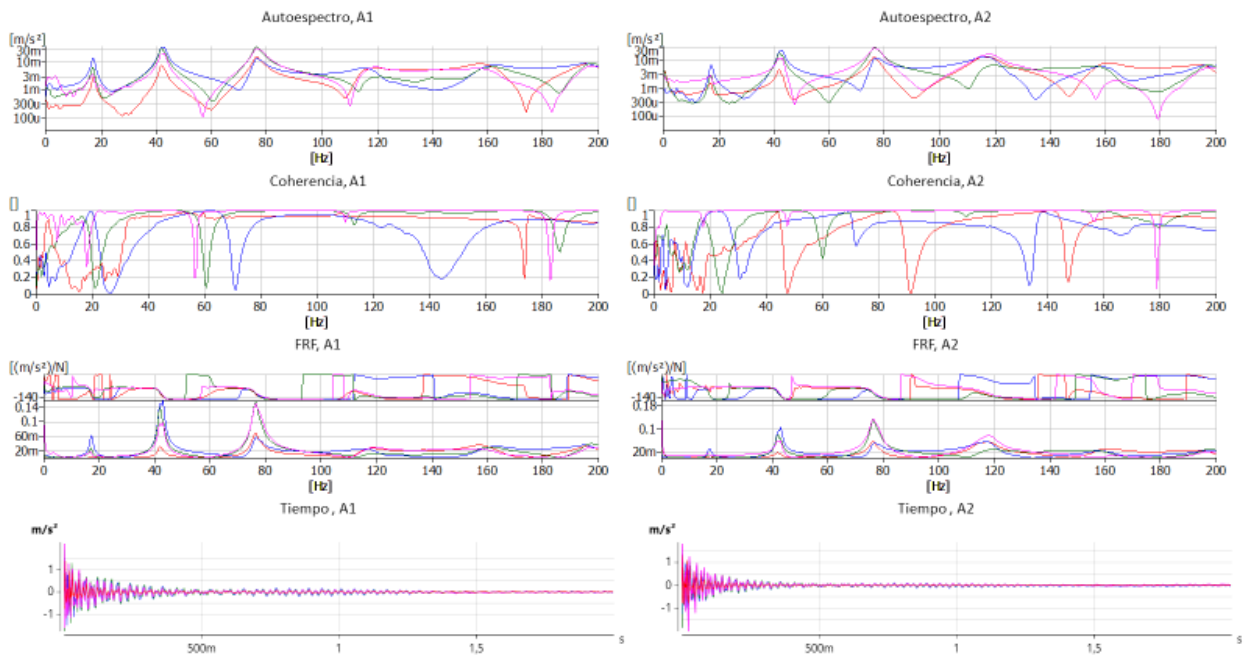 Autoespectro, A1
[m/s²]
30m
10m
3m
1m
300u
100u
0 20 40 60 80 100 120 140 160 180 200
[Hz]
Autoespectro, A2
[m/s²]
30m
10m
3m
1m
300u
100u
0 20 40 60 80 100 120 140 160 180 200
[Hz]
Coherencia, A1
[]
1
0.8
0.6
0.4
0.2
0
0 20 40 60 80 100 120 140 160 180 200
[Hz]
Coherencia, A2
[]
1
0.8
0.6
0.4
0.2
0
0 20 40 60 80 100 120 140 160 180 200
[Hz]
FRF, A1
[(m/s²)/N]
-140
0.14
0.1
60m
20m
0 20 40 60 80 100 120 140 160 180 200
[Hz]
FRF, A2
[(m/s²)/N]
-140
0.18
0.1
20m
0 20 40 60 80 100 120 140 160 180 200
[Hz]
Tiempo , A1
m/s²
1
0
-1
500m 1 1,5 s
Tiempo , A2
m/s²
1
0
-1
500m 1 1,5 s